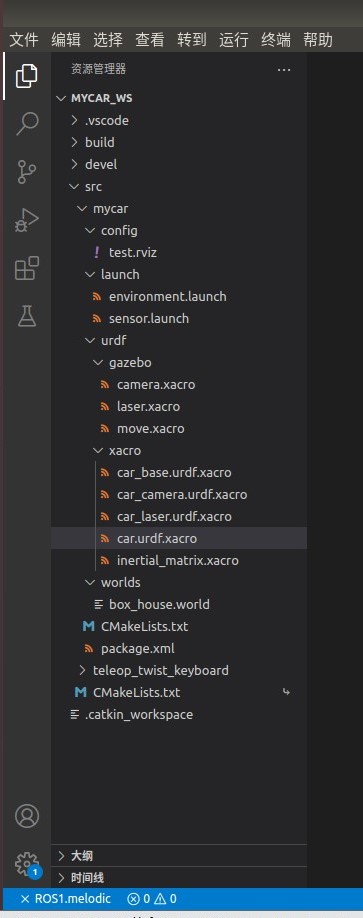 文件 编辑 选择 查看 转到 运行 终端 帮助
资源管理器 ...
MYCAR_WS
.vscode
build
devel
src
mycar
config
! test.rviz
launch
environment.launch
sensor.launch
urdf
gazebo
camera.xacro
laser.xacro
move.xacro
xacro
car_base.urdf.xacro
car_camera.urdf.xacro
car_laser.urdf.xacro
car.urdf.xacro
inertial_matrix.xacro
worlds
box_house.world
M CMakeLists.txt
package.xml
teleop_twist_keyboard
M CMakeLists.txt
.catkin_workspace
大纲
1
时间线
ROS1.melodic 0 0